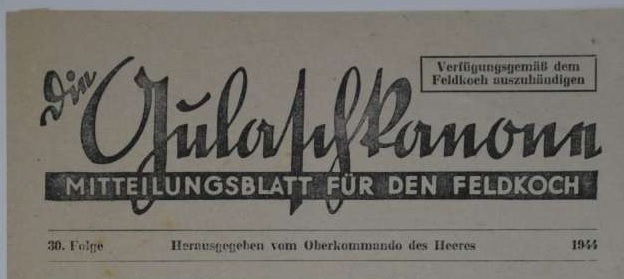 Verfügungsgemäß dem
Feldkoch auszuhändigen
die Gulaschkanone
MITTEILUNGSBLATT FÜR DEN FELDKOCH
30. Folge Herausgegeben vom Oberkommando des Heeres 1944